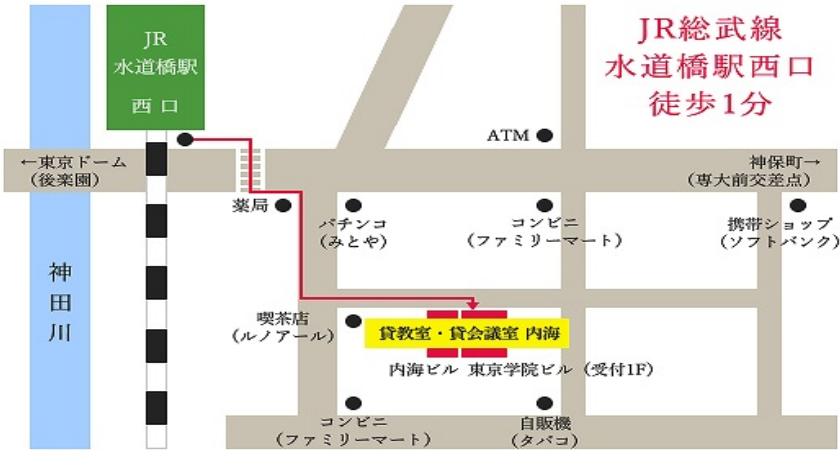 JR
水道橋駅
西 口
JR総武線
水道橋駅西口
徒歩1分
ATM
←東京ドーム
（後楽園）
神保町→
（専大前交差点）
薬局
パチンコ
（みとや）
コンビニ
（ファミリーマート）
携帯ショップ
（ソフトバンク）
神田川
喫茶店
（ルノアール）
貸教室・貸会議室 内海
内海ビル 東京学院ビル（受付1F）
コンビニ
（ファミリーマート）
自販機
（タバコ）